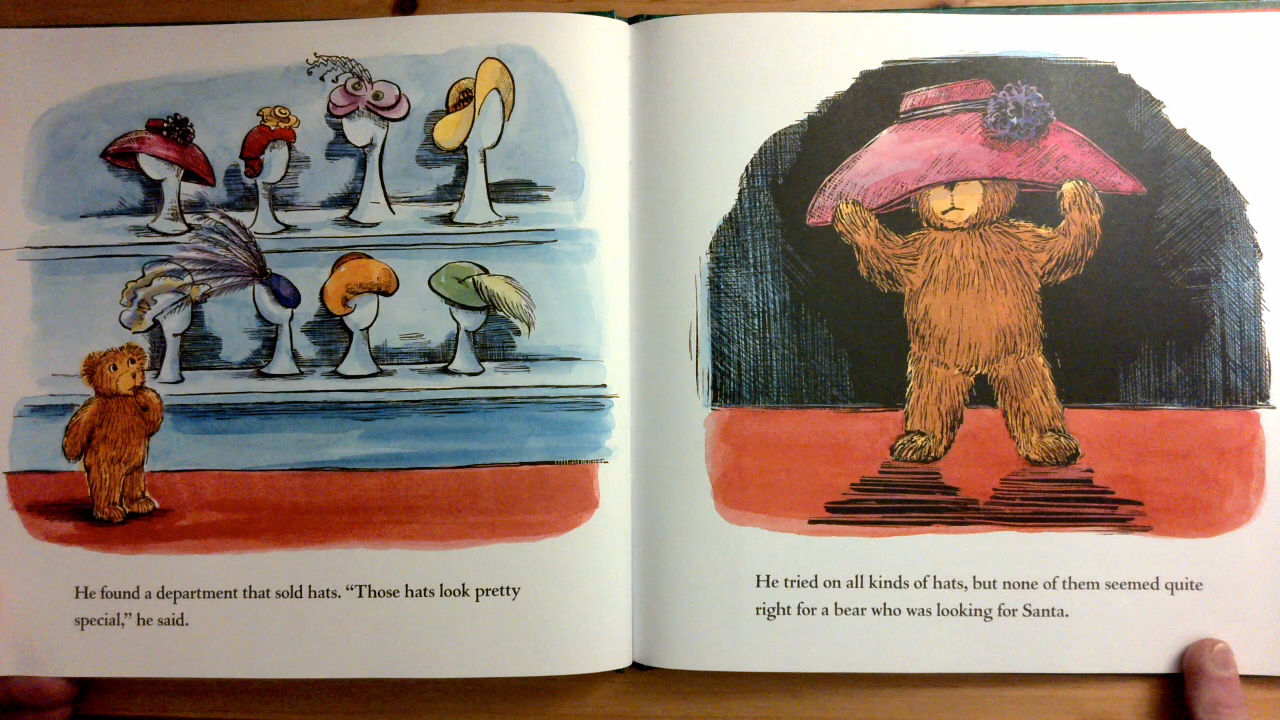 He found a department that sold hats. “Those hats look pretty
special,” he said.
He tried on all kinds of hats, but none of them seemed quite
right for a bear who was looking for Santa.